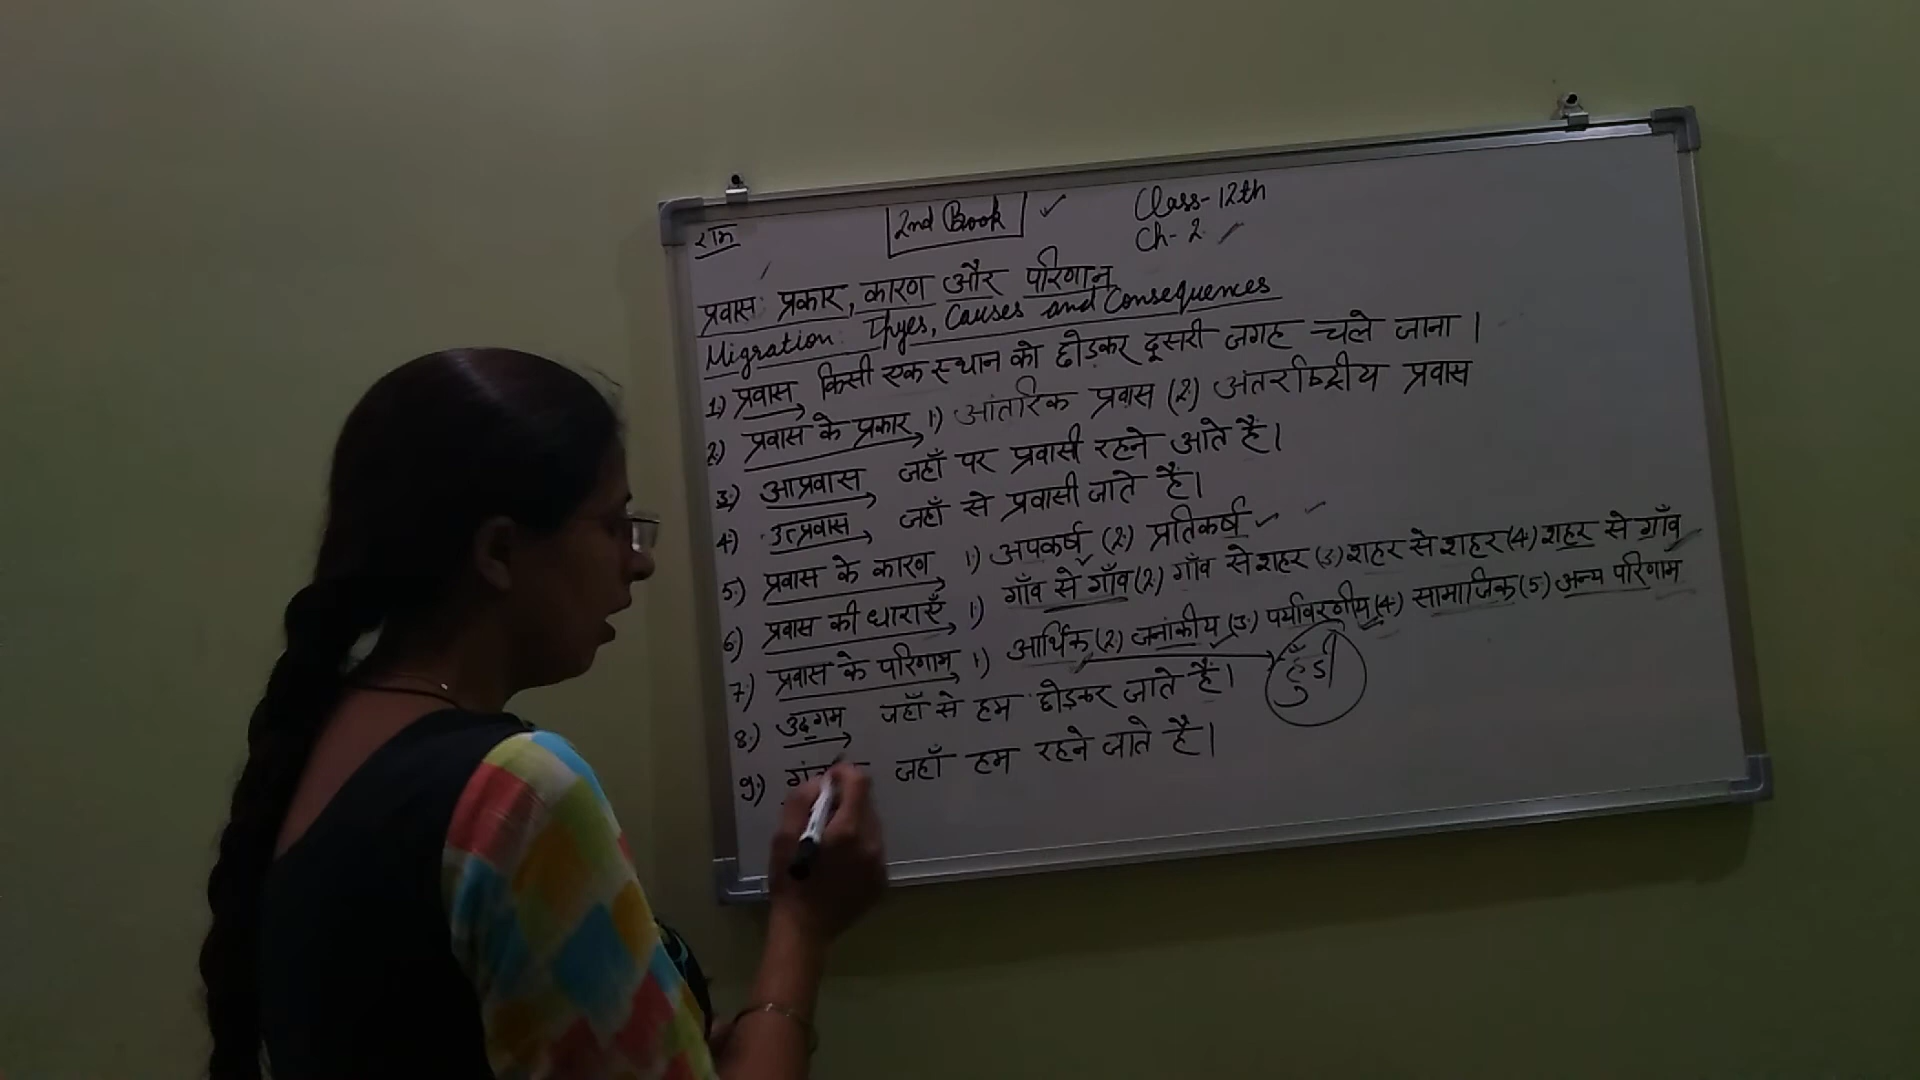 राम
2nd Book
Class-12th
Ch-2
प्रवास: प्रकार, कारण और परिणाम
Migration: Thyes, Causes and Consequences
1) प्रवास किसी एक स्थान को छोड़कर दूसरी जगह चले जाना।
2) प्रवास के प्रकार 1) आंतरिक प्रवास (2) अंतर्राष्ट्रीय प्रवास
3) आप्रवास जहाँ पर प्रवासी रहने आते है।
4) उत्प्रवास जहाँ से प्रवासी जाते हैं।
5) प्रवास के कारण 1) अपकर्ष (2) प्रतिकर्ष
6) प्रवास की धाराएँ 1) गाँव से गाँव (2) गाँव से शहर (3) शहर से शहर (4) शहर से गाँव
7) प्रवास के परिणाम 1) आर्थिक (2) जनांकीय (3) पर्यावरणीय (4) सामाजिक (5) अन्य परिणाम
हुँडी
8) उद्गम जहाँ से हम छोड़कर जाते हैं।
9) जहाँ हम रहने जाते है।